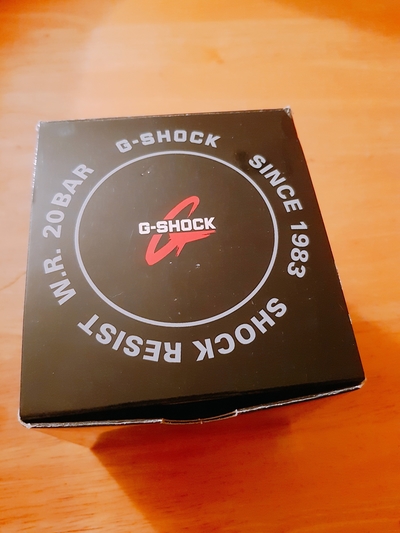 G-SHOCK
SINCE 1983
SHOCK RESIST
W.R. 20BAR
G-SHOCK